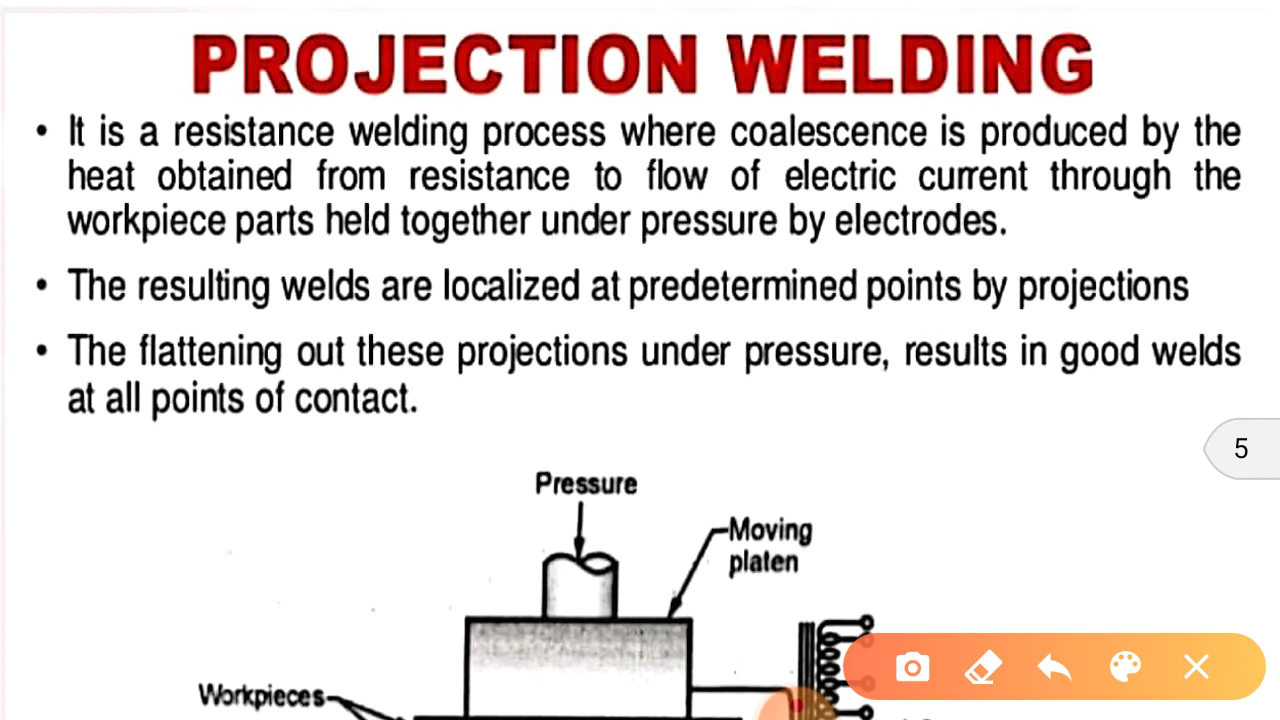 PROJECTION WELDING
• It is a resistance welding process where coalescence is produced by the
heat obtained from resistance to flow of electric current through the
workpiece parts held together under pressure by electrodes.
• The resulting welds are localized at predetermined points by projections
• The flattening out these projections under pressure, results in good welds
at all points of contact.
5
Pressure
Moving
platen
Workpieces